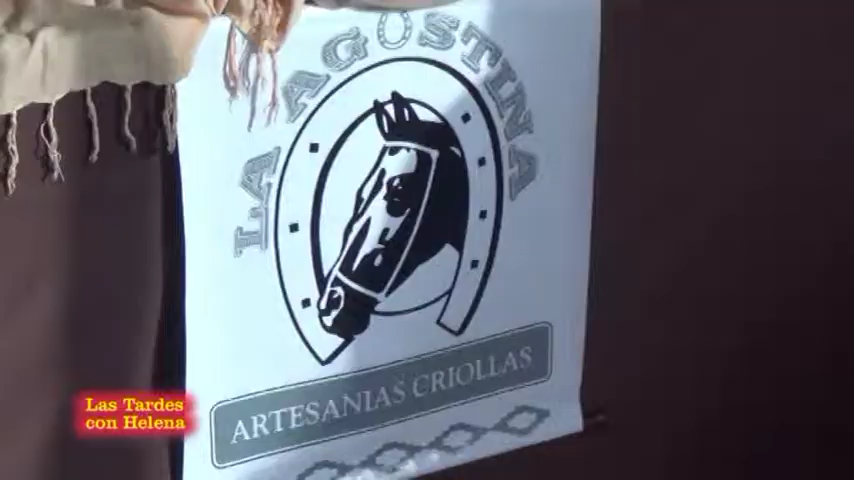 LA AGOSTINA
ARTESANIAS CRIOLLAS
Las Tardes
con Helena